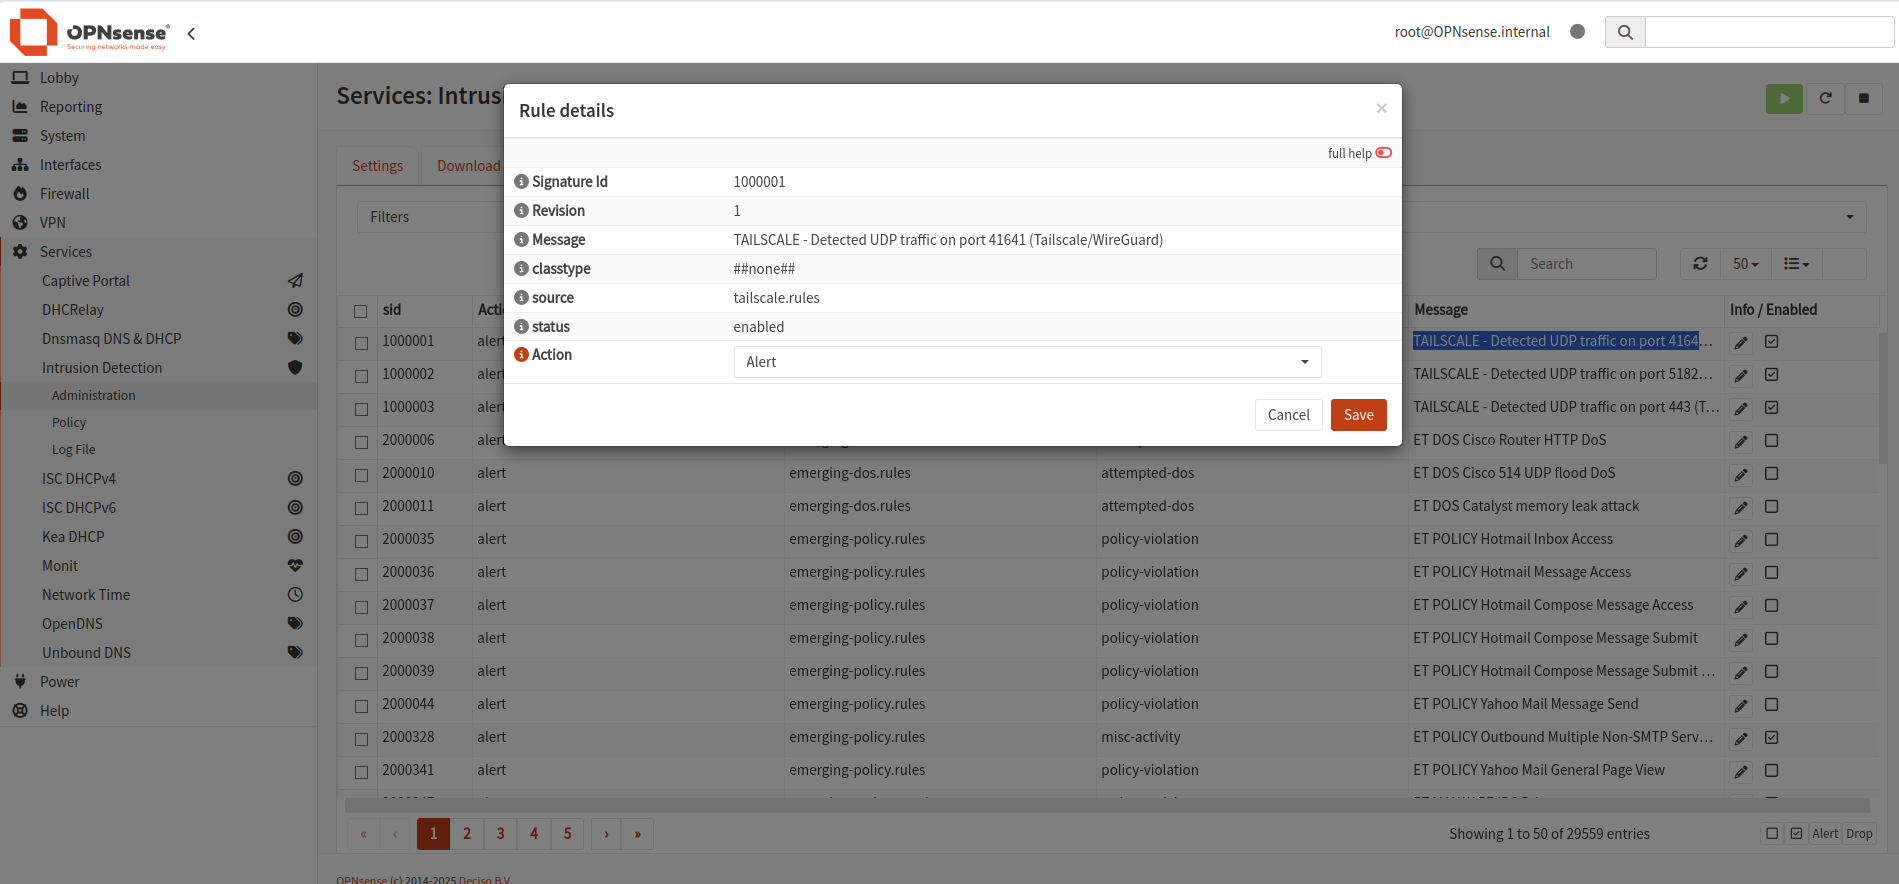 OPNsense®
Securing networks made easy
root@OPNsense.internal
Lobby
Reporting
System
Interfaces
Firewall
VPN
Services
Captive Portal
DHCRelay
Dnsmasq DNS & DHCP
Intrusion Detection
Administration
Policy
Log File
ISC DHCPv4
ISC DHCPv6
Kea DHCP
Monit
Network Time
OpenDNS
Unbound DNS
Power
Help
Services: Intrus
Settings Download
Filters
Rule details ×
full help
Signature Id 1000001
Revision 1
Message TAILSCALE - Detected UDP traffic on port 41641 (Tailscale/WireGuard)
classtype ##none##
source tailscale.rules
status enabled
Action Alert
Cancel Save
Search 50
sid Acti Message Info / Enabled
1000001 aler TAILSCALE - Detected UDP traffic on port 4164...
1000002 aler TAILSCALE - Detected UDP traffic on port 5182...
1000003 aler TAILSCALE - Detected UDP traffic on port 443 (T...
2000006 aler ET DOS Cisco Router HTTP DoS
2000010 alert emerging-dos.rules attempted-dos ET DOS Cisco 514 UDP flood DoS
2000011 alert emerging-dos.rules attempted-dos ET DOS Catalyst memory leak attack
2000035 alert emerging-policy.rules policy-violation ET POLICY Hotmail Inbox Access
2000036 alert emerging-policy.rules policy-violation ET POLICY Hotmail Message Access
2000037 alert emerging-policy.rules policy-violation ET POLICY Hotmail Compose Message Access
2000038 alert emerging-policy.rules policy-violation ET POLICY Hotmail Compose Message Submit
2000039 alert emerging-policy.rules policy-violation ET POLICY Hotmail Compose Message Submit ...
2000044 alert emerging-policy.rules policy-violation ET POLICY Yahoo Mail Message Send
2000328 alert emerging-policy.rules misc-activity ET POLICY Outbound Multiple Non-SMTP Serv...
2000341 alert emerging-policy.rules policy-violation ET POLICY Yahoo Mail General Page View
« ‹ 1 2 3 4 5 › »
Showing 1 to 50 of 29559 entries
Alert Drop
OPNsense (c) 2014-2025 Deciso B.V.